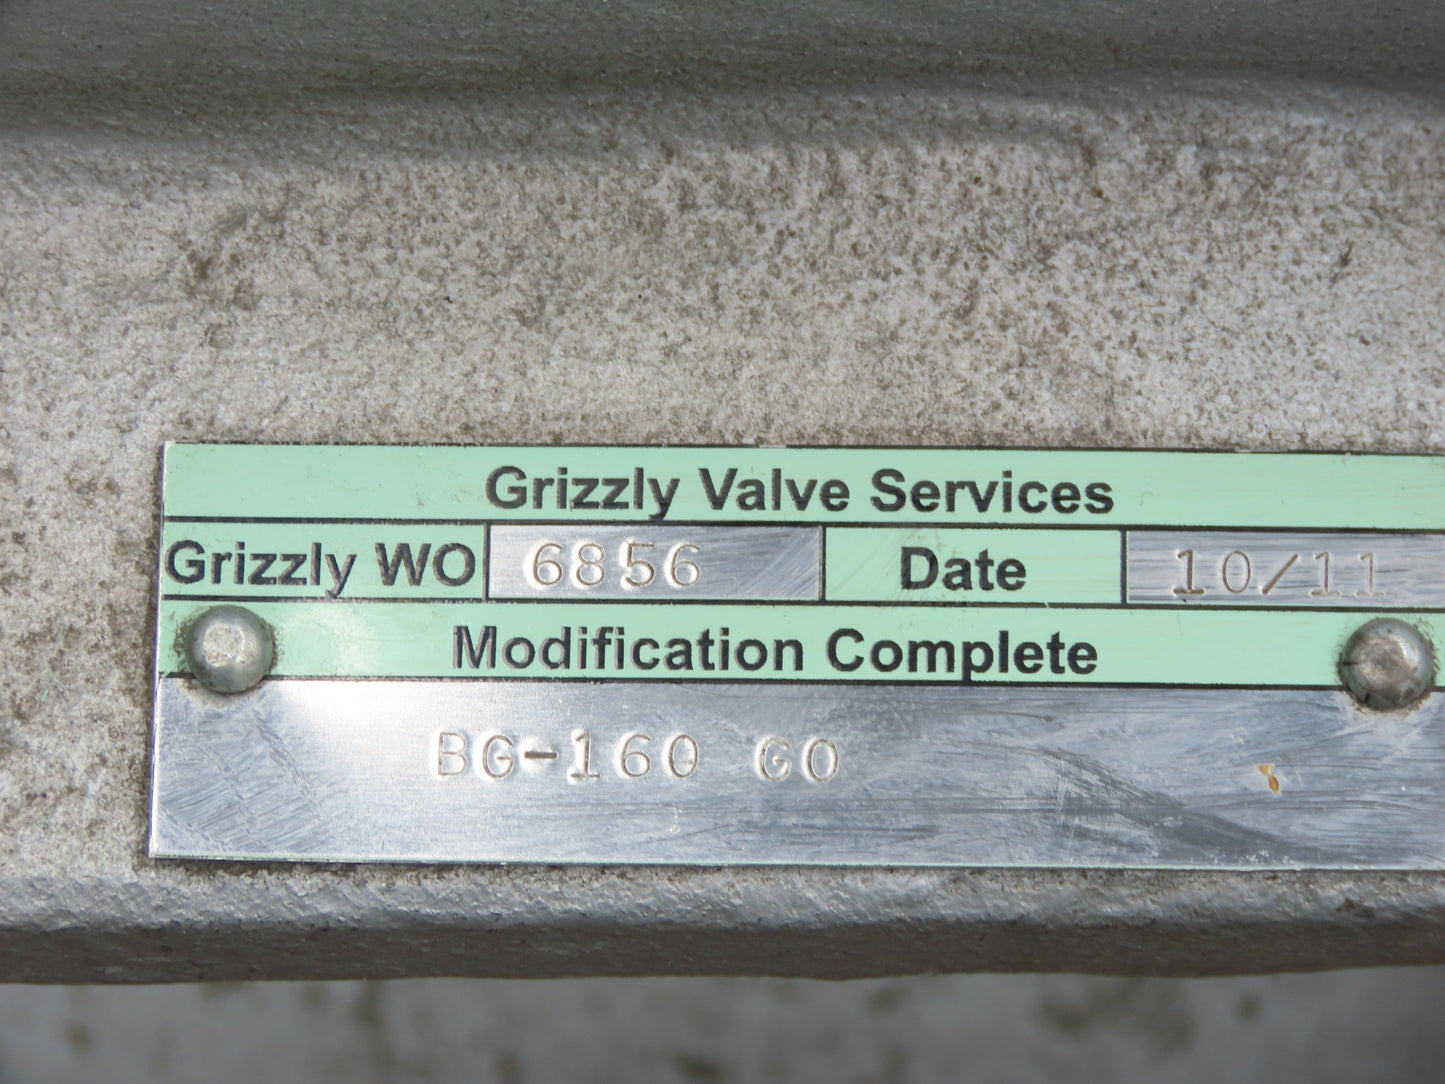 Grizzly Valve Services
Grizzly WO 6856 Date 10/11
Modification Complete
BG-160 GO